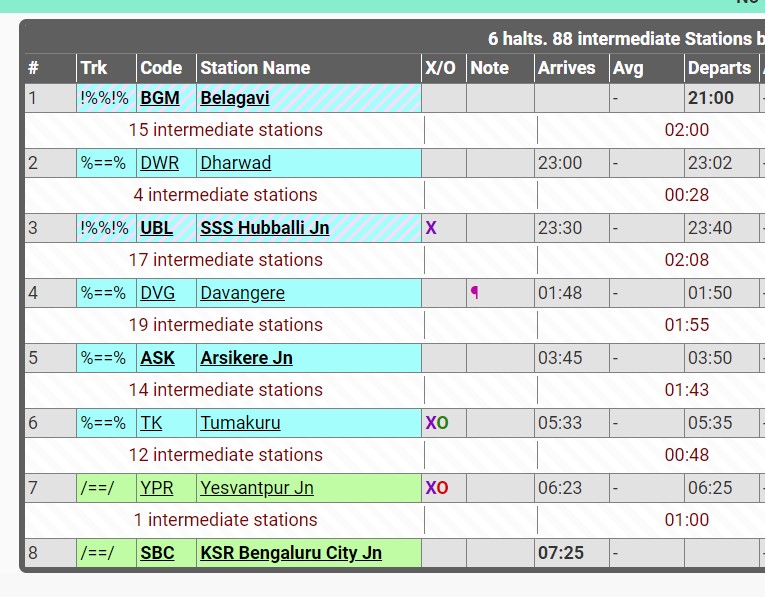 6 halts. 88 intermediate Stations b
# Trk Code Station Name X/O Note Arrives Avg Departs
1 !%%!% BGM Belagavi - 21:00
15 intermediate stations 02:00
2 %==% DWR Dharwad 23:00 - 23:02
4 intermediate stations 00:28
3 !%%!% UBL SSS Hubballi Jn X 23:30 - 23:40
17 intermediate stations 02:08
4 %==% DVG Davangere ¶ 01:48 - 01:50
19 intermediate stations 01:55
5 %==% ASK Arsikere Jn 03:45 - 03:50
14 intermediate stations 01:43
6 %==% TK Tumakuru XO 05:33 - 05:35
12 intermediate stations 00:48
7 /==/ YPR Yesvantpur Jn XO 06:23 - 06:25
1 intermediate stations 01:00
8 /==/ SBC KSR Bengaluru City Jn 07:25 -